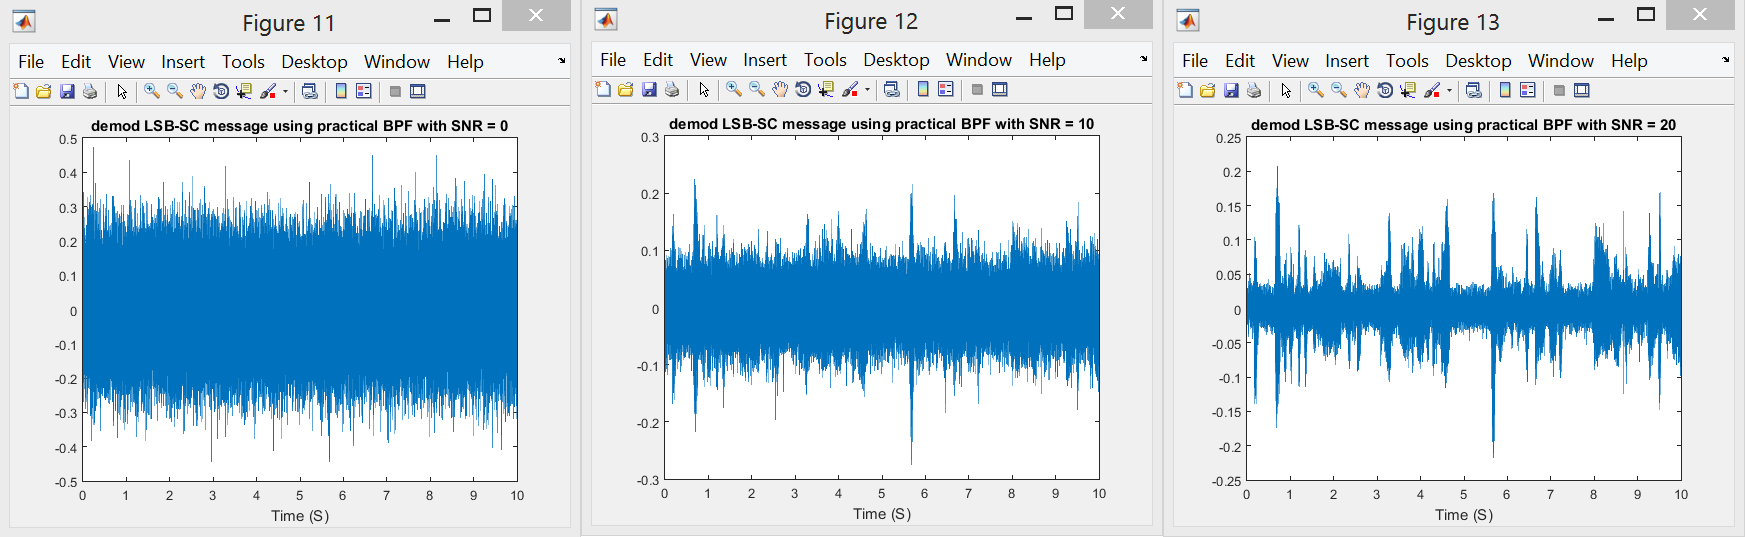 Figure 11
File Edit View Insert Tools Desktop Window Help
demod LSB-SC message using practical BPF with SNR = 0
0.5
0.4
0.3
0.2
0.1
0
-0.1
-0.2
-0.3
-0.4
-0.5
0 1 2 3 4 5 6 7 8 9 10
Time (S)
Figure 12
File Edit View Insert Tools Desktop Window Help
demod LSB-SC message using practical BPF with SNR = 10
0.3
0.2
0.1
0
-0.1
-0.2
-0.3
0 1 2 3 4 5 6 7 8 9 10
Time (S)
Figure 13
File Edit View Insert Tools Desktop Window Help
demod LSB-SC message using practical BPF with SNR = 20
0.25
0.2
0.15
0.1
0.05
0
-0.05
-0.1
-0.15
-0.2
-0.25
0 1 2 3 4 5 6 7 8 9 10
Time (S)